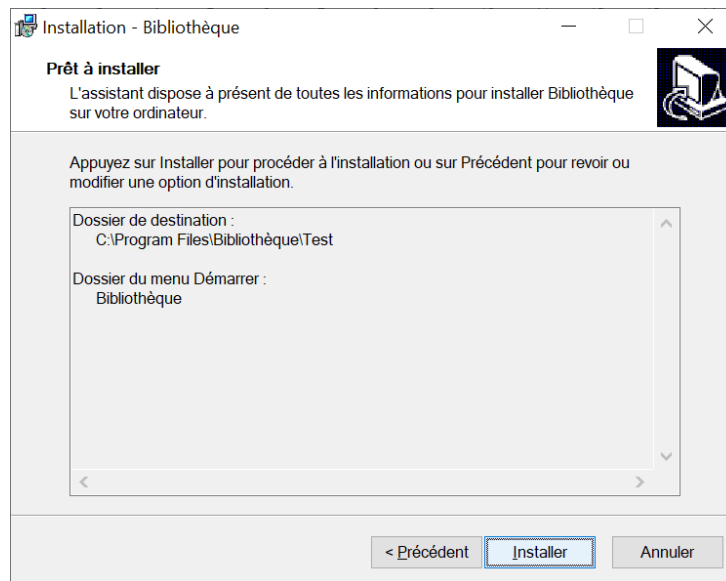 Installation - Bibliothèque
Prêt à installer
L'assistant dispose à présent de toutes les informations pour installer Bibliothèque
sur votre ordinateur.
Appuyez sur Installer pour procéder à l'installation ou sur Précédent pour revoir ou
modifier une option d'installation.
Dossier de destination :
C:\Program Files\Bibliothèque\Test
Dossier du menu Démarrer :
Bibliothèque
< Précédent
Installer
Annuler